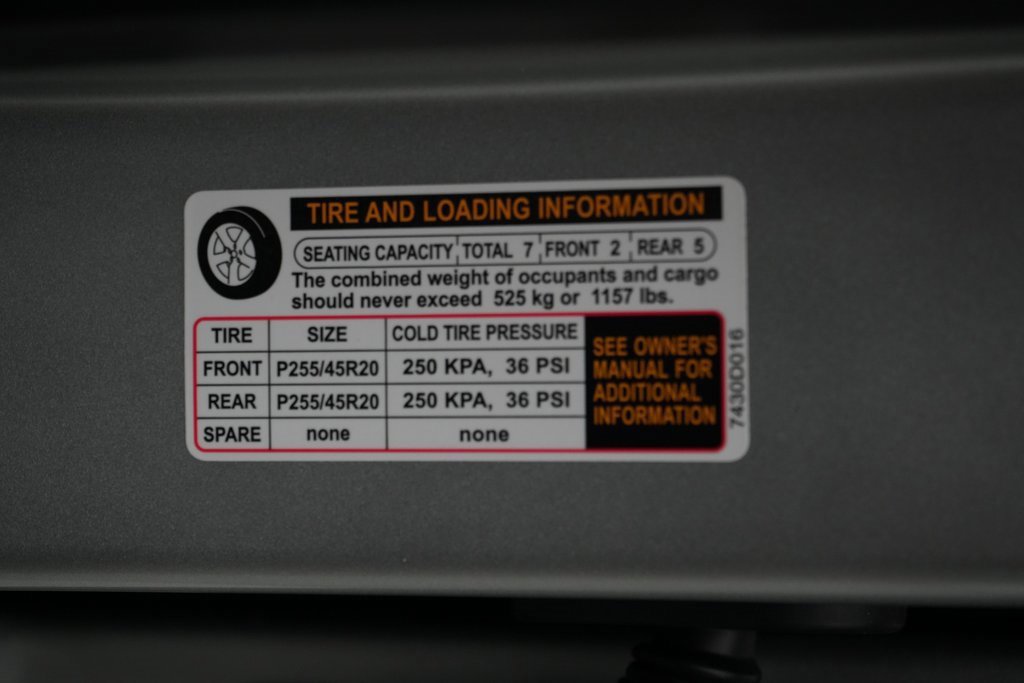 TIRE AND LOADING INFORMATION
SEATING CAPACITY TOTAL 7 FRONT 2 REAR 5
The combined weight of occupants and cargo
should never exceed 525 kg or 1157 lbs.
TIRE SIZE COLD TIRE PRESSURE
FRONT P255/45R20 250 KPA, 36 PSI
REAR P255/45R20 250 KPA, 36 PSI
SPARE none none
SEE OWNER'S
MANUAL FOR
ADDITIONAL
INFORMATION
7430D016